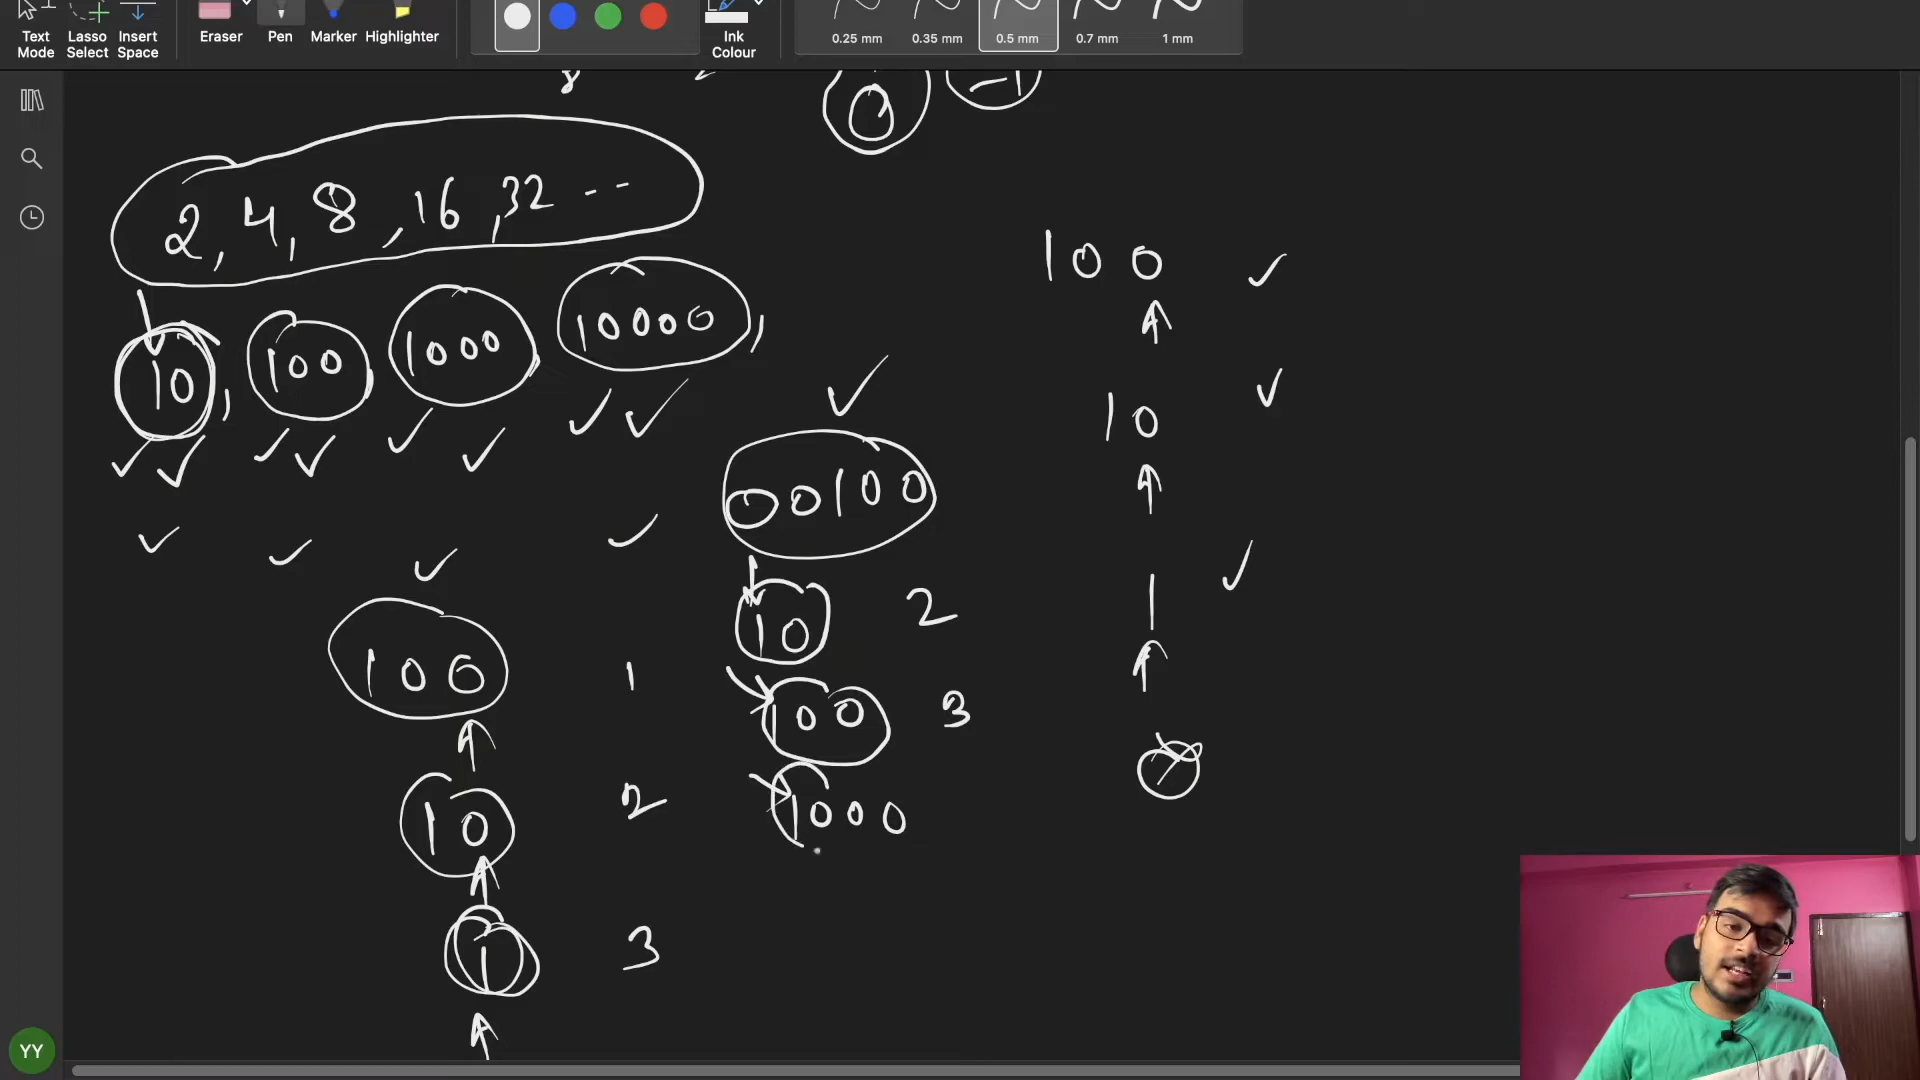 Text Mode
Lasso Select
Insert Space
Eraser
Pen
Marker
Highlighter
Ink Colour
0.25 mm
0.35 mm
0.5 mm
0.7 mm
1 mm
0
-1
2, 4, 8, 16, 32 --
10, 100 1000 10000,
00100
10 2
100 3
1000
100 1
10 2
1 3
100
10
1
YY